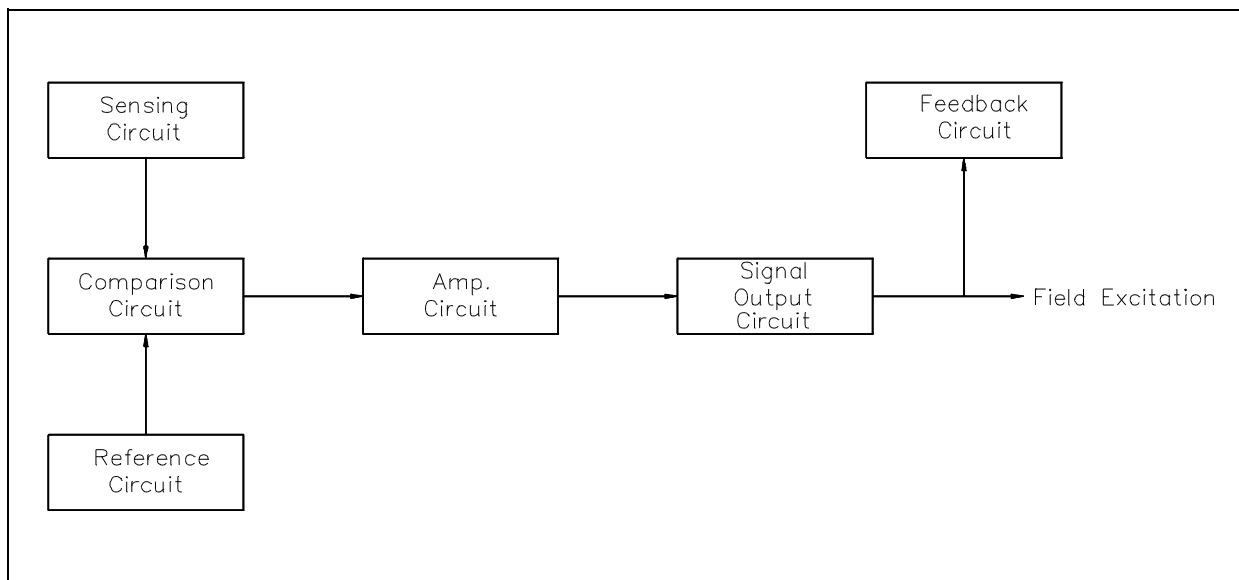 Sensing
Circuit
Feedback
Circuit
Comparison
Circuit
Amp.
Circuit
Signal
Output
Circuit
Field Excitation
Reference
Circuit